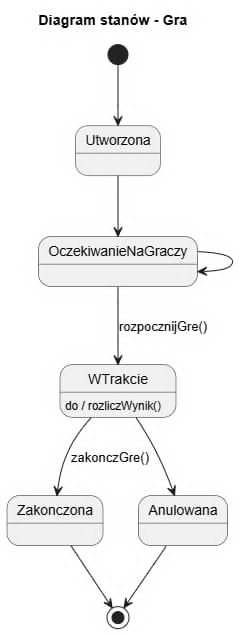 Diagram stanów - Gra
Utworzona
OczekiwanieNaGraczy
rozpocznijGre()
WTrakcie
do / rozliczWynik()
zakonczGre()
Zakonczona
Anulowana